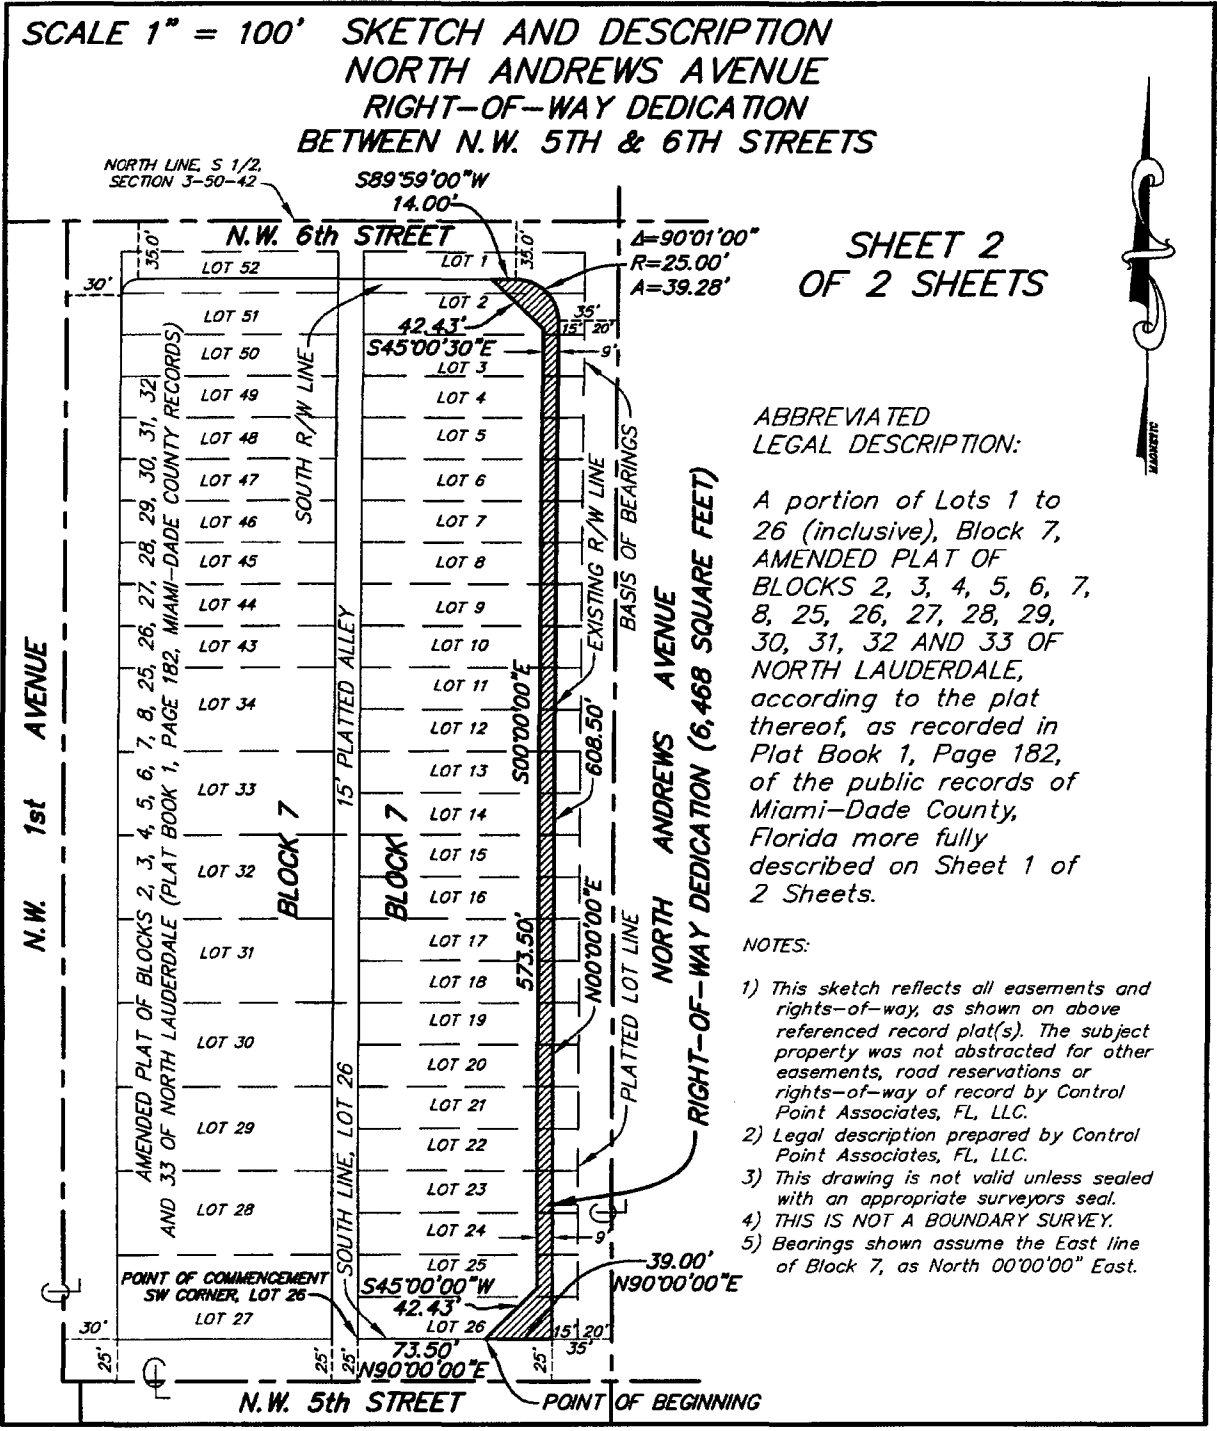 SCALE 1" = 100'
SKETCH AND DESCRIPTION
NORTH ANDREWS AVENUE
RIGHT-OF-WAY DEDICATION
BETWEEN N.W. 5TH & 6TH STREETS
NORTH LINE, S 1/2,
SECTION 3-50-42
S89°59'00"W
14.00'
N.W. 6th STREET
35.0'
35.0'
Δ=90°01'00"
R=25.00'
A=39.28'
SHEET 2
OF 2 SHEETS
MAGNETIC
30'
LOT 52
LOT 51
LOT 50
LOT 49
LOT 48
LOT 47
LOT 46
LOT 45
LOT 44
LOT 43
LOT 34
LOT 33
LOT 32
LOT 31
LOT 30
LOT 29
LOT 28
LOT 27
LOT 1
LOT 2
42.43'
S45°00'30"E
35'
15'
20'
9'
LOT 3
LOT 4
LOT 5
LOT 6
LOT 7
LOT 8
LOT 9
LOT 10
LOT 11
LOT 12
LOT 13
LOT 14
LOT 15
LOT 16
LOT 17
LOT 18
LOT 19
LOT 20
LOT 21
LOT 22
LOT 23
LOT 24
LOT 25
LOT 26
N.W. 1st AVENUE
AMENDED PLAT OF BLOCKS 2, 3, 4, 5, 6, 7, 8, 25, 26, 27, 28, 29, 30, 31, 32
AND 33 OF NORTH LAUDERDALE (PLAT BOOK 1, PAGE 182, MIAMI-DADE COUNTY RECORDS)
BLOCK 7
SOUTH R/W LINE
15' PLATTED ALLEY
SOUTH LINE, LOT 26
BLOCK 7
S00°00'00"E
573.50'
EXISTING R/W LINE
608.50'
N00°00'00"E
BASIS OF BEARINGS
PLATTED LOT LINE
NORTH ANDREWS AVENUE
RIGHT-OF-WAY DEDICATION (6,468 SQUARE FEET)
9'
39.00'
N90°00'00"E
S45°00'00"W
42.43'
POINT OF COMMENCEMENT
SW CORNER, LOT 26
30'
25'
25'
25'
73.50'
N90°00'00"E
25'
15'
20'
35'
N.W. 5th STREET
POINT OF BEGINNING
ABBREVIATED
LEGAL DESCRIPTION:
A portion of Lots 1 to
26 (inclusive), Block 7,
AMENDED PLAT OF
BLOCKS 2, 3, 4, 5, 6, 7,
8, 25, 26, 27, 28, 29,
30, 31, 32 AND 33 OF
NORTH LAUDERDALE,
according to the plat
thereof, as recorded in
Plat Book 1, Page 182,
of the public records of
Miami-Dade County,
Florida more fully
described on Sheet 1 of
2 Sheets.
NOTES:
1) This sketch reflects all easements and
rights-of-way, as shown on above
referenced record plat(s). The subject
property was not abstracted for other
easements, road reservations or
rights-of-way of record by Control
Point Associates, FL, LLC.
2) Legal description prepared by Control
Point Associates, FL, LLC.
3) This drawing is not valid unless sealed
with an appropriate surveyors seal.
4) THIS IS NOT A BOUNDARY SURVEY.
5) Bearings shown assume the East line
of Block 7, as North 00°00'00" East.